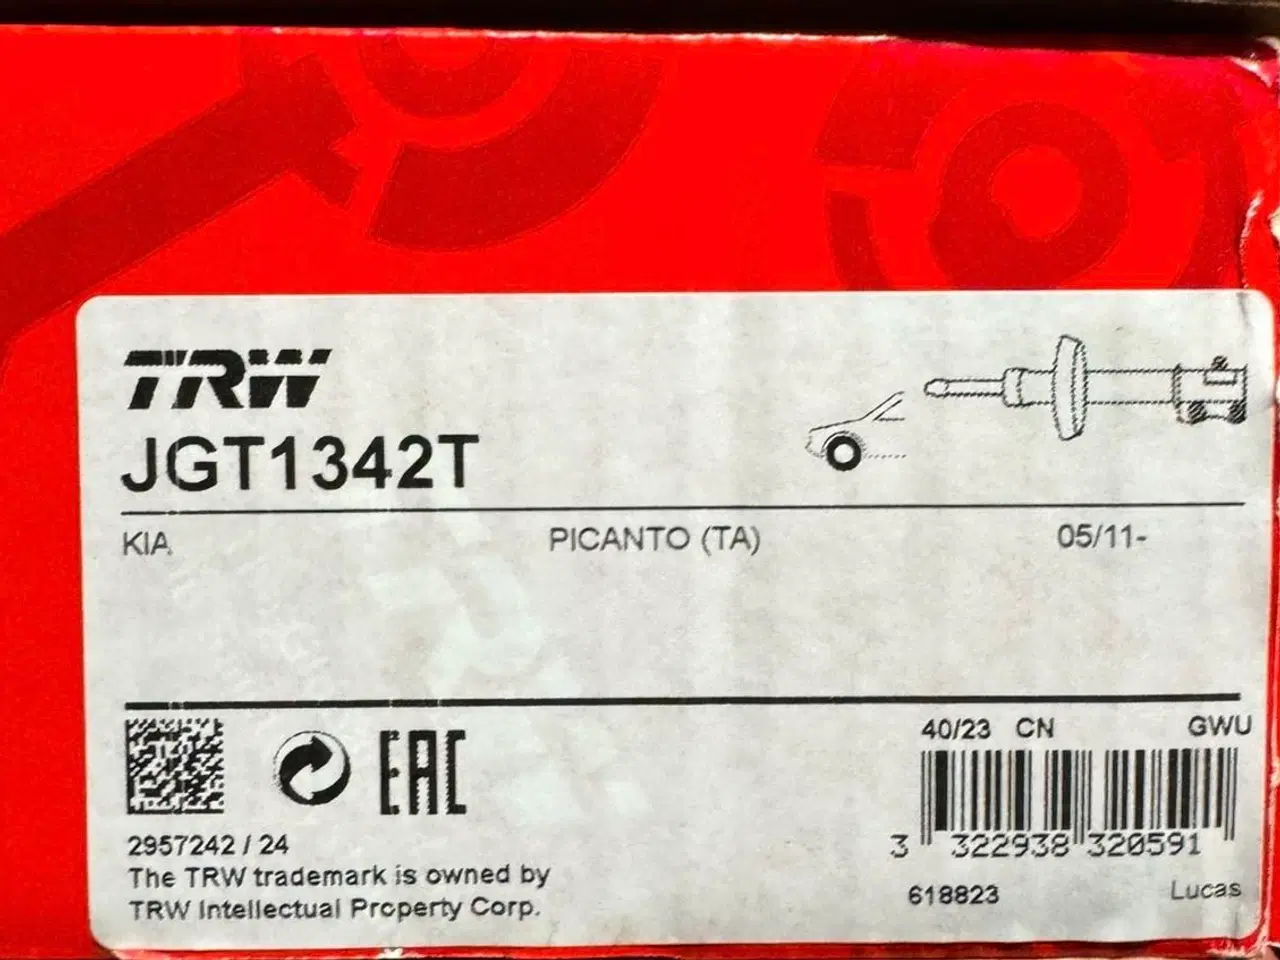 TRW
JGT1342T
KIA PICANTO (TA) 05/11-
40/23 CN GWU
EAC
3 322938 320591
2957242 / 24
The TRW trademark is owned by
TRW Intellectual Property Corp.
618823 Lucas